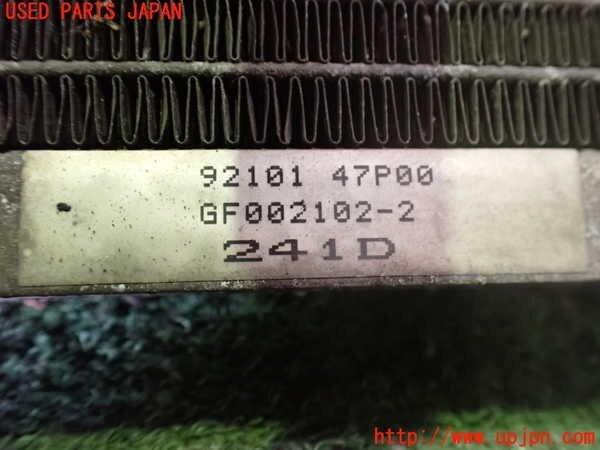 USED PARTS JAPAN
92101 47P00
GF002102-2
241D
http://www.upjpn.com/